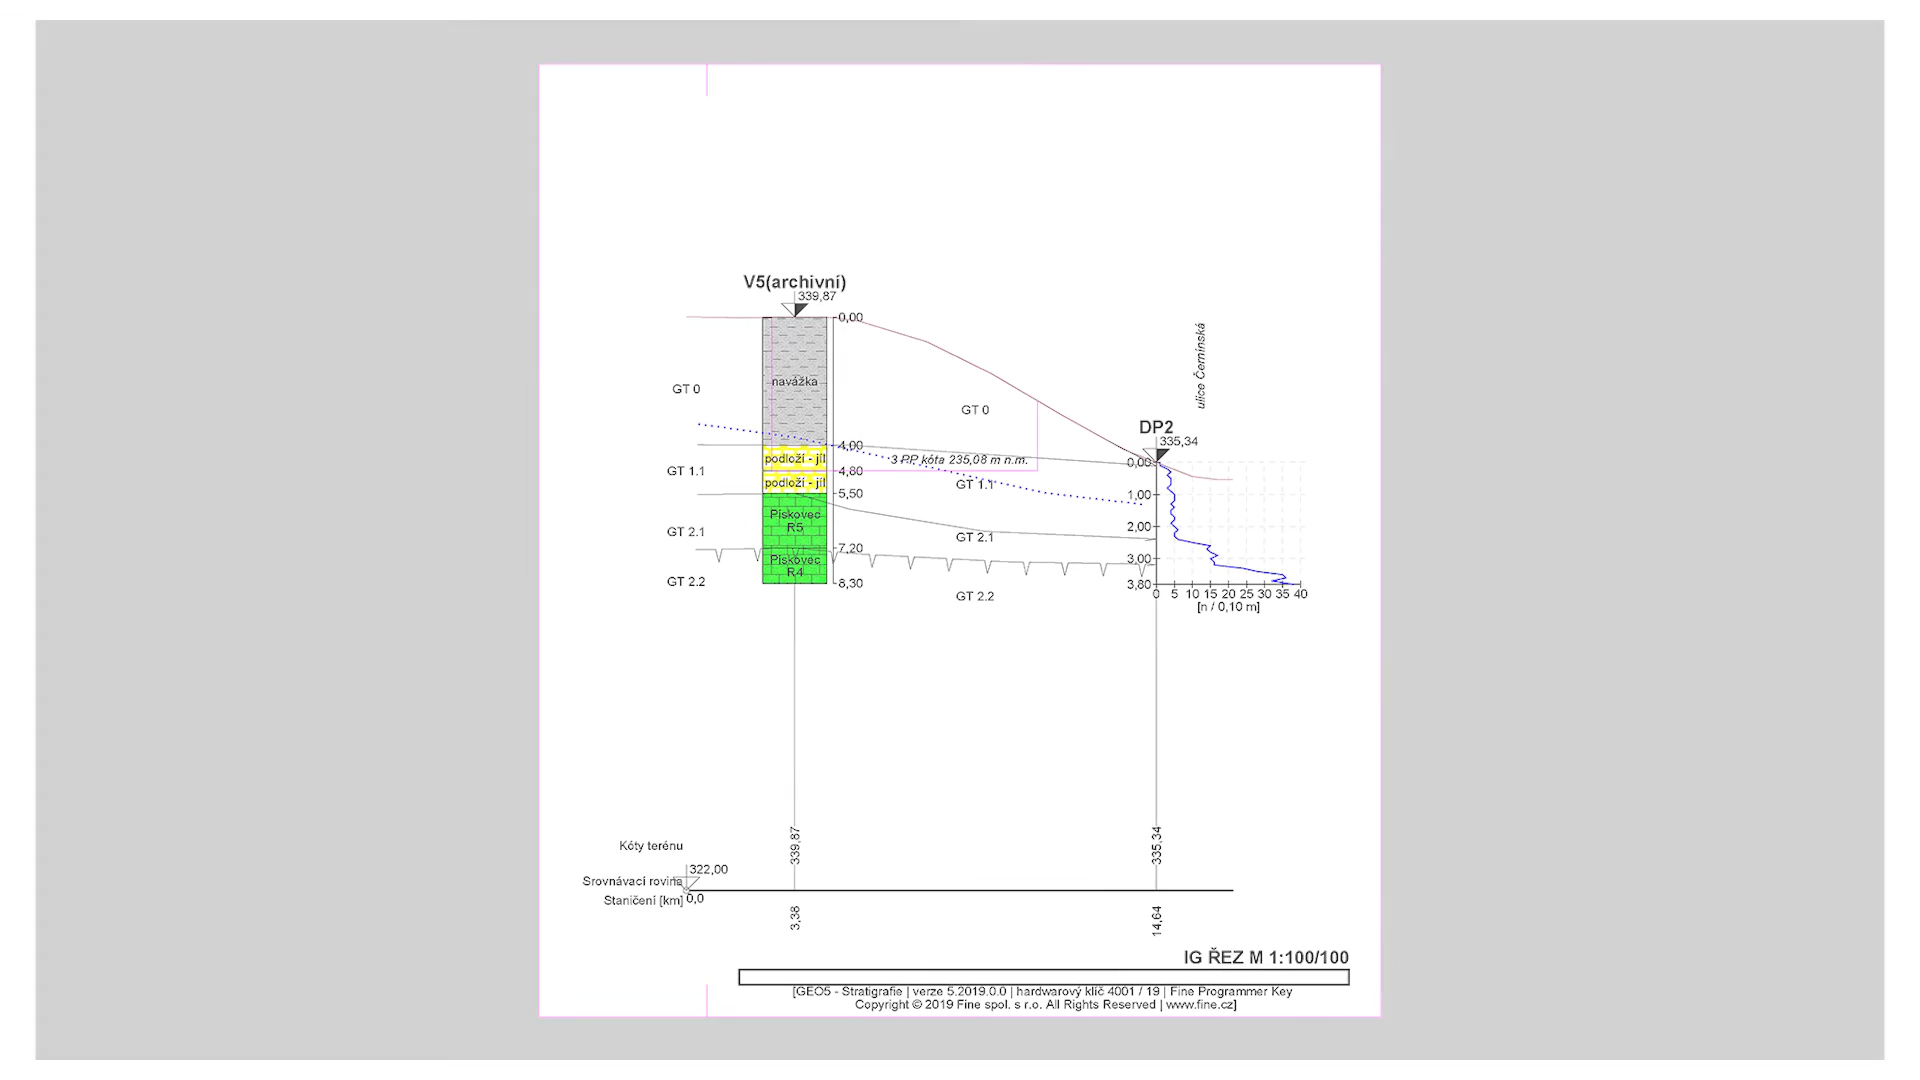 V5(archivní)
339,87
0,00
navážka
GT 0
GT 0
ulice Černínská
DP2
335,34
4,00
podloží - jíl
4,80
3 PP kóta 235,08 m n.m.
GT 1.1
podloží - jíl
GT 1.1
5,50
Pískovec
R5
GT 2.1
GT 2.1
7,20
Pískovec
R4
8,30
GT 2.2
GT 2.2
0,00
1,00
2,00
3,00
3,80
0 5 10 15 20 25 30 35 40
[n / 0,10 m]
Kóty terénu
339,87
335,34
322,00
Srovnávací rovina
Staničení [km] 0,0
3,38
14,64
IG ŘEZ M 1:100/100
[GEO5 - Stratigrafie | verze 5.2019.0.0 | hardwarový klíč 4001 / 19 | Fine Programmer Key
Copyright © 2019 Fine spol. s r.o. All Rights Reserved | www.fine.cz]